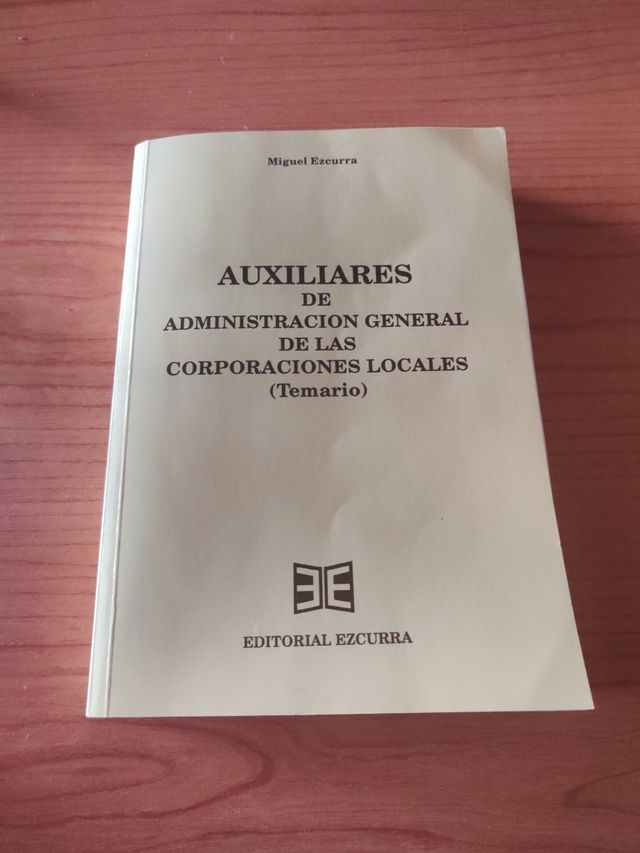 Miguel Ezcurra
AUXILIARES
DE
ADMINISTRACION GENERAL
DE LAS
CORPORACIONES LOCALES
(Temario)
EDITORIAL EZCURRA